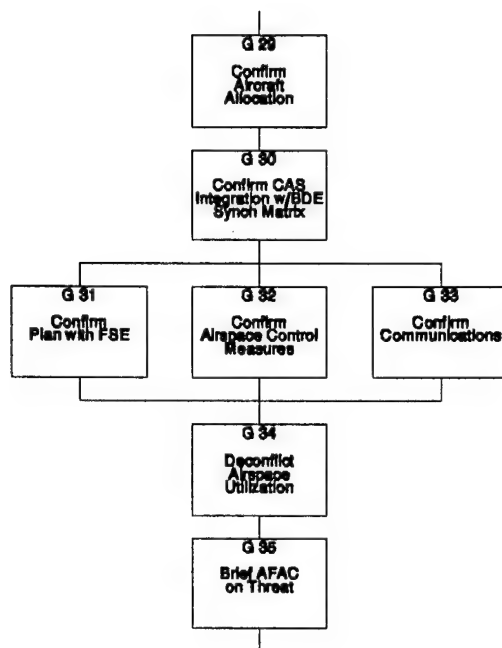 G 29
Confirm
Aircraft
Allocation
G 30
Confirm CAS
Integration w/BDE
Synch Matrix
G 31
Confirm
Plan with FSE
G 32
Confirm
Airspace Control
Measures
G 33
Confirm
Communications
G 34
Deconflict
Airspace
Utilization
G 35
Brief AFAC
on Threat